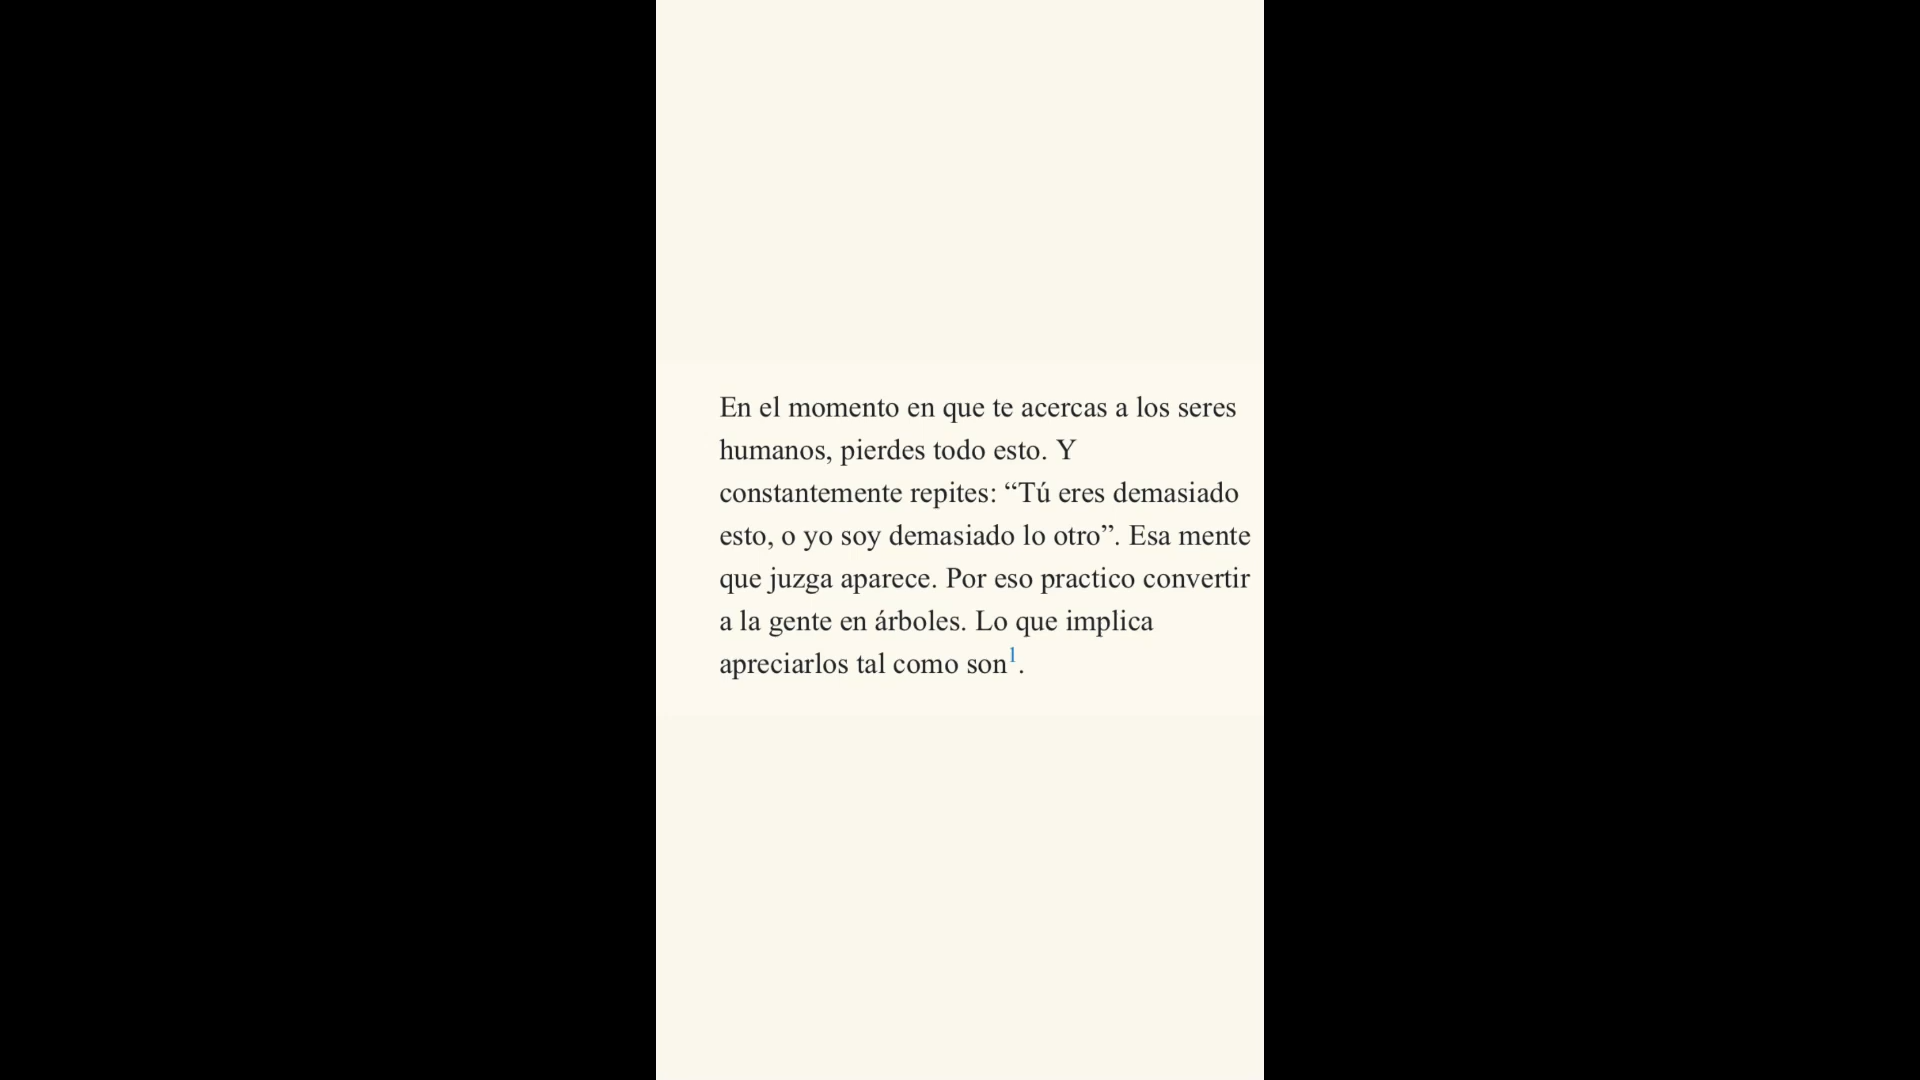 En el momento en que te acercas a los seres
humanos, pierdes todo esto. Y
constantemente repites: “Tú eres demasiado
esto, o yo soy demasiado lo otro”. Esa mente
que juzga aparece. Por eso practico convertir
a la gente en árboles. Lo que implica
apreciarlos tal como son1.